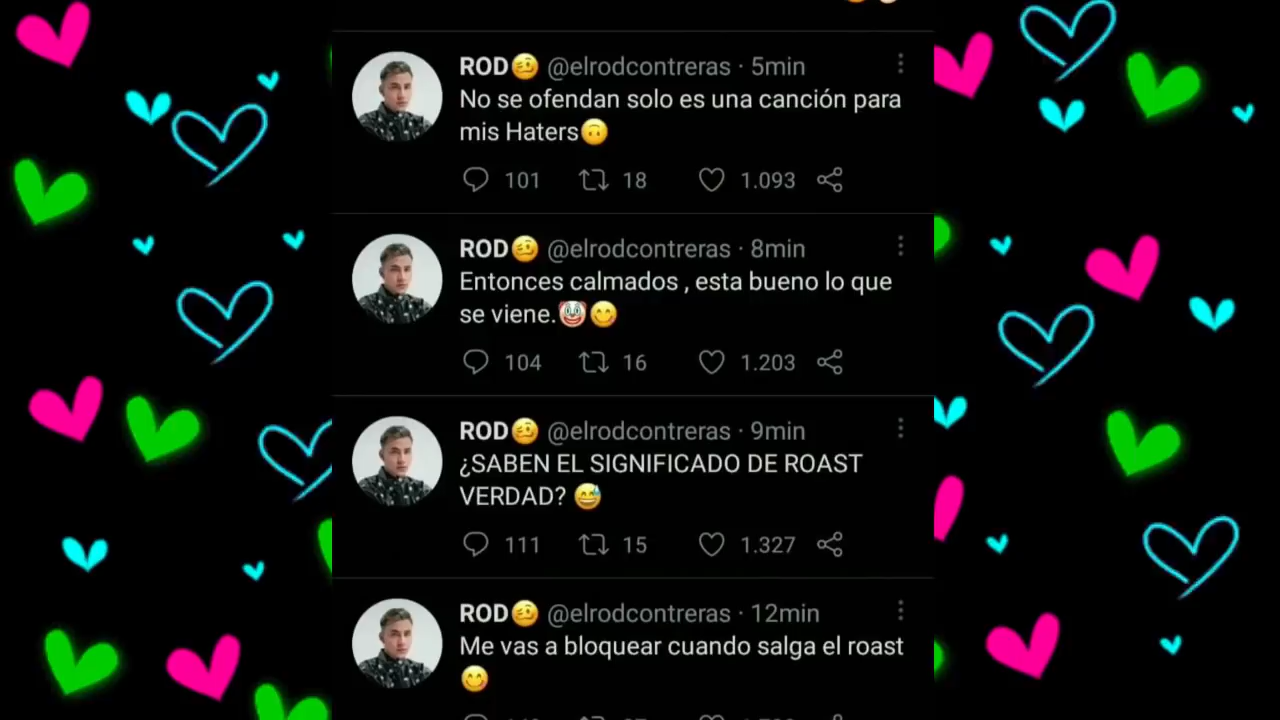 ROD🥴 @elrodcontreras · 5min
No se ofendan solo es una canción para
mis Haters🙃
101 18 1.093
ROD🥴 @elrodcontreras · 8min
Entonces calmados , esta bueno lo que
se viene.🤡😋
104 16 1.203
ROD🥴 @elrodcontreras · 9min
¿SABEN EL SIGNIFICADO DE ROAST
VERDAD? 😅
111 15 1.327
ROD🥴 @elrodcontreras · 12min
Me vas a bloquear cuando salga el roast
😋